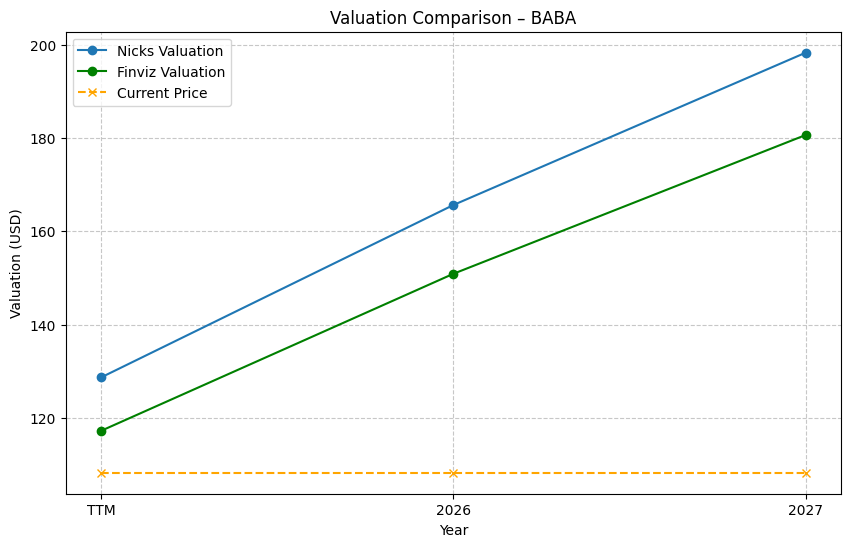 Valuation Comparison – BABA
Nicks Valuation
Finviz Valuation
Current Price
Valuation (USD)
200
180
160
140
120
TTM
2026
2027
Year